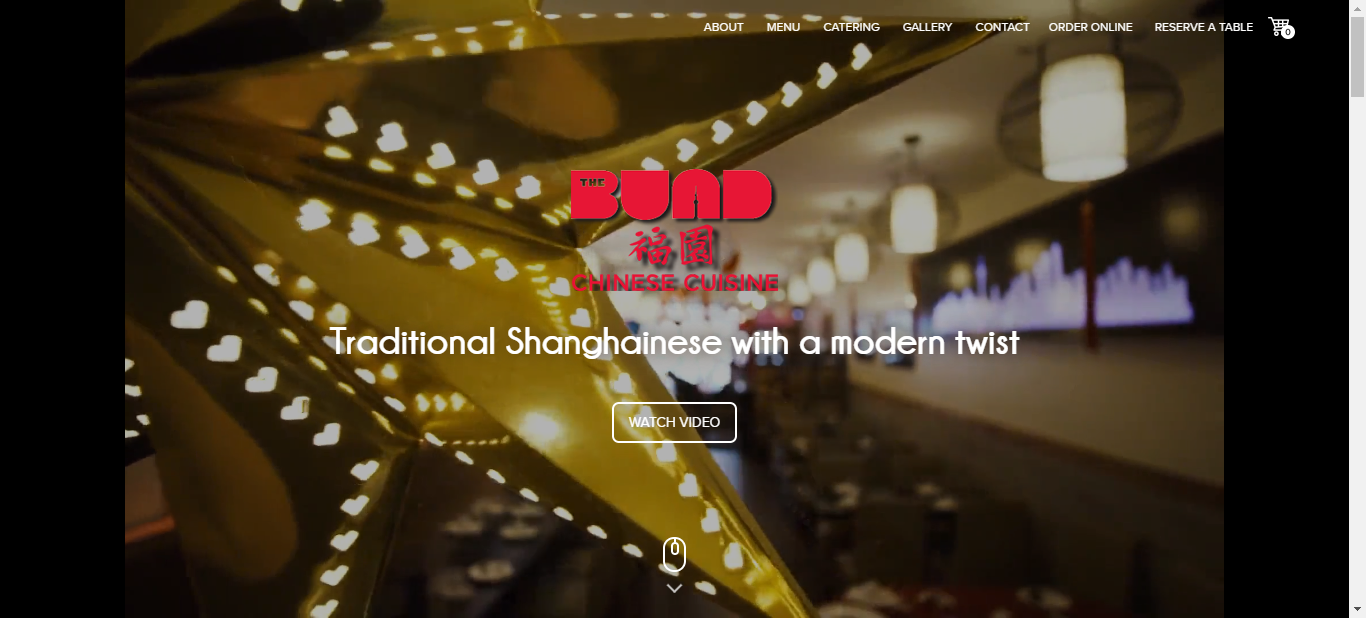 ABOUT MENU CATERING GALLERY CONTACT ORDER ONLINE RESERVE A TABLE 0
THE BUND
福園
CHINESE CUISINE
Traditional Shanghainese with a modern twist
WATCH VIDEO